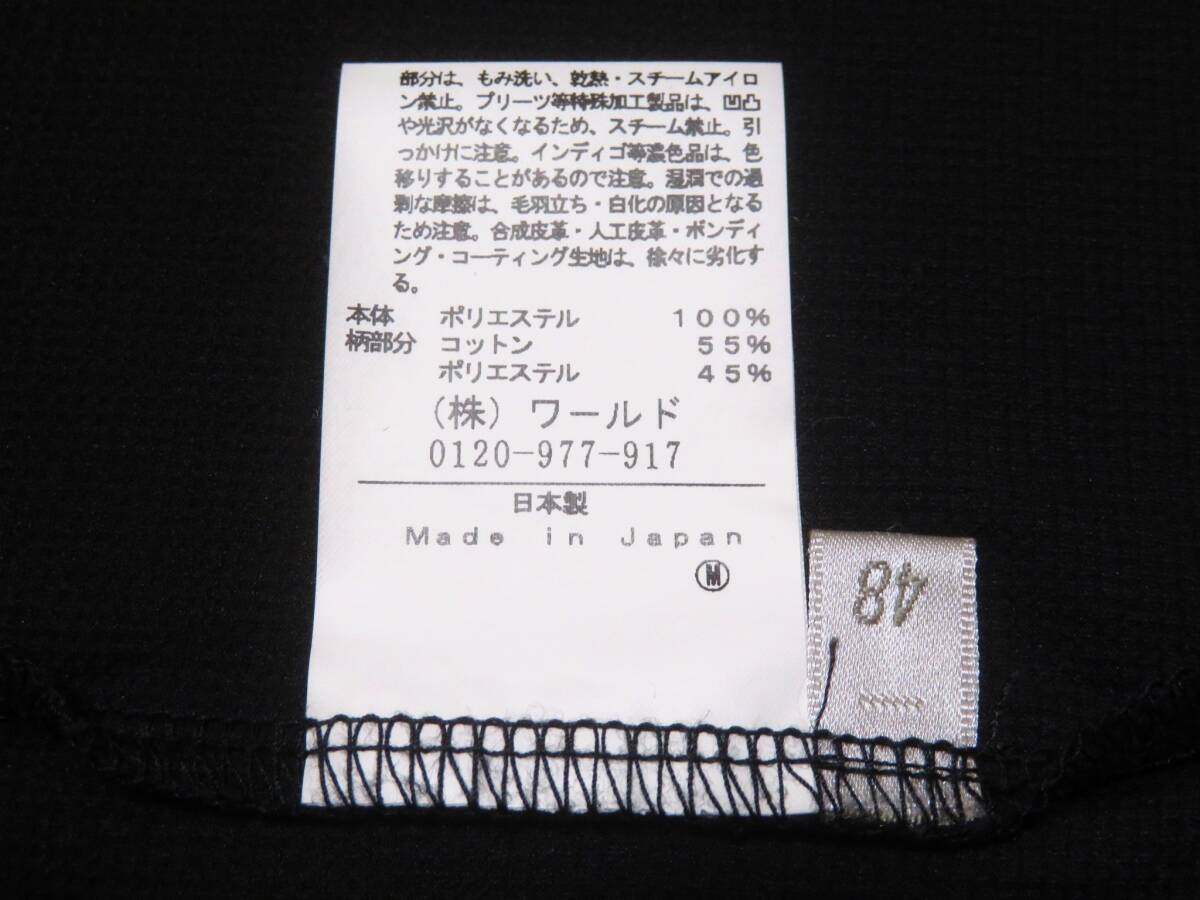 部分は、もみ洗い、乾熱・スチームアイロ
ン禁止。プリーツ等特殊加工製品は、凹凸
や光沢がなくなるため、スチーム禁止。引
っかけに注意。インディゴ等濃色品は、色
移りすることがあるので注意。湿潤での過
剰な摩擦は、毛羽立ち・白化の原因となる
ため注意。合成皮革・人工皮革・ボンディ
ング・コーティング生地は、徐々に劣化す
る。
本体 ポリエステル 100%
柄部分 コットン 55%
ポリエステル 45%
(株) ワールド
0120-977-917
日本製
Made in Japan
M
48